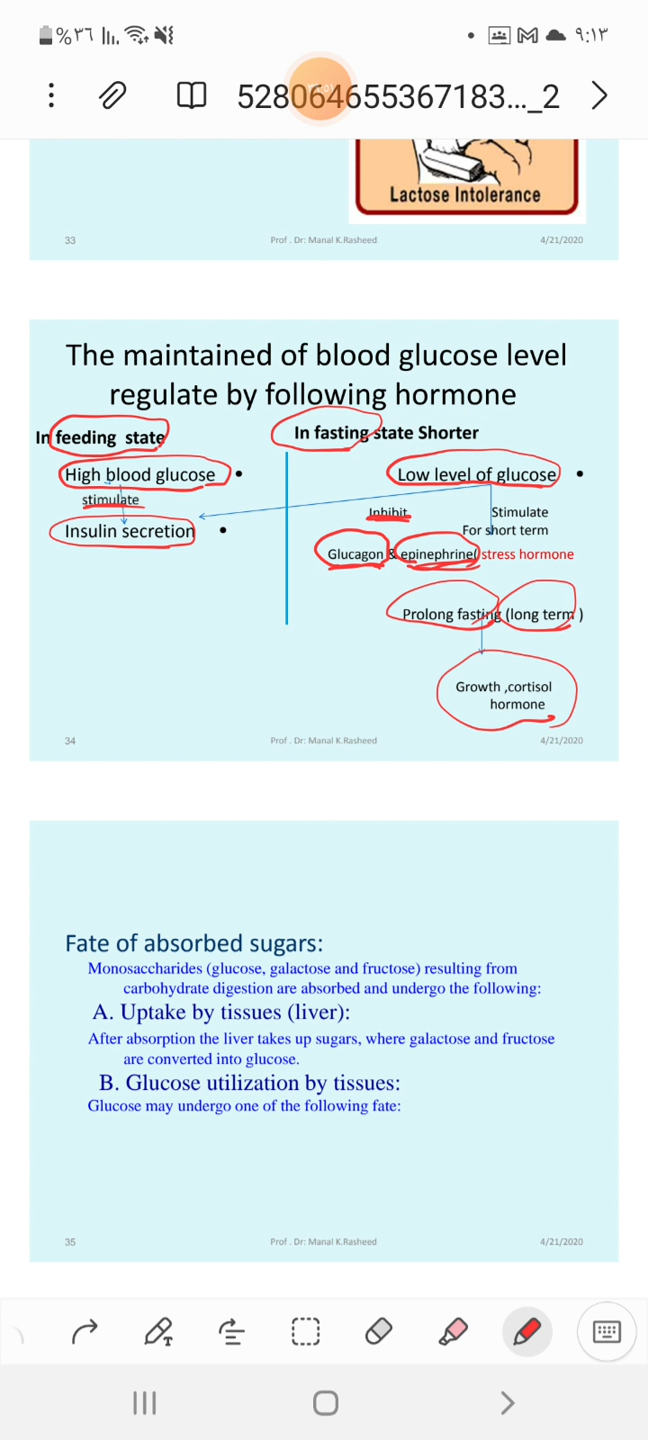 %٣٦
٩:١٣
528064655367183..._2
Lactose Intolerance
33
Prof . Dr: Manal K.Rasheed
4/21/2020
The maintained of blood glucose level
regulate by following hormone
In feeding state
In fasting state Shorter
High blood glucose •
Low level of glucose •
stimulate
Inhibit
Stimulate
For short term
Insulin secretion •
Glucagon & epinephrine( stress hormone
Prolong fasting (long term )
Growth ,cortisol
hormone
34
Prof . Dr: Manal K.Rasheed
4/21/2020
Fate of absorbed sugars:
Monosaccharides (glucose, galactose and fructose) resulting from
carbohydrate digestion are absorbed and undergo the following:
A. Uptake by tissues (liver):
After absorption the liver takes up sugars, where galactose and fructose
are converted into glucose.
B. Glucose utilization by tissues:
Glucose may undergo one of the following fate:
35
Prof . Dr: Manal K.Rasheed
4/21/2020